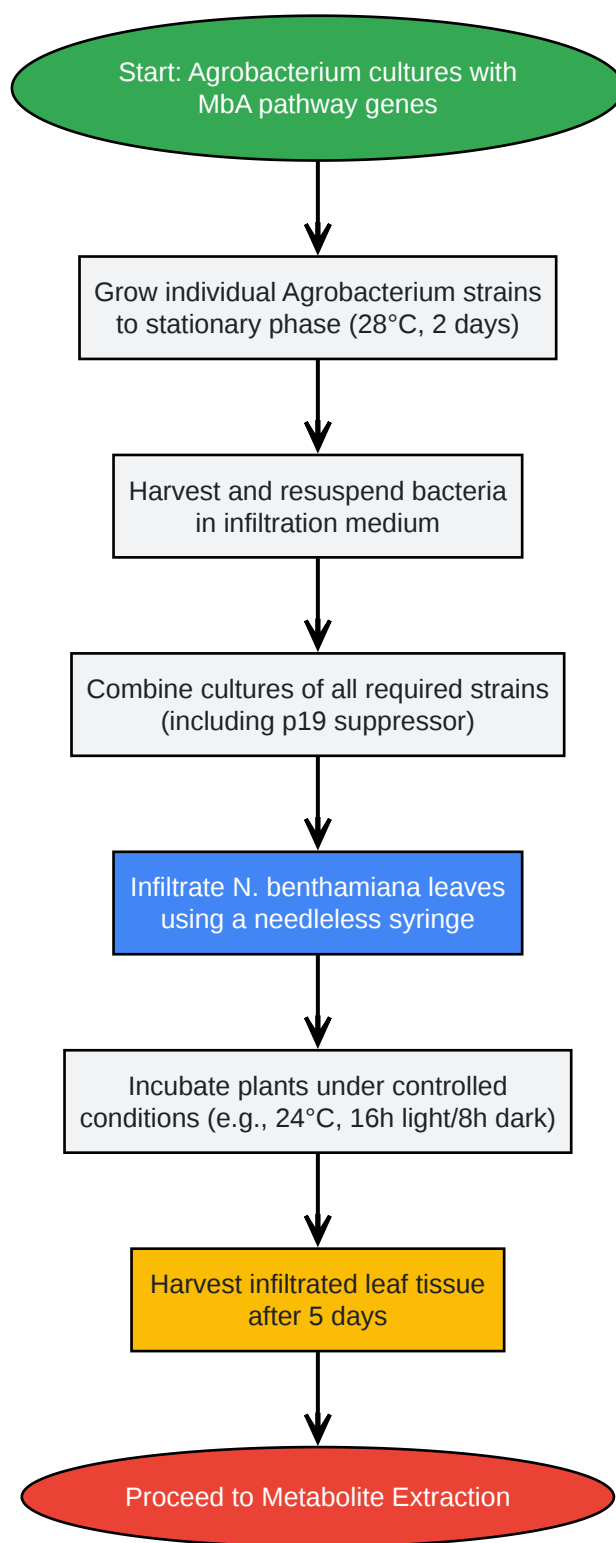 Start: Agrobacterium cultures with
MbA pathway genes
Grow individual Agrobacterium strains
to stationary phase (28°C, 2 days)
Harvest and resuspend bacteria
in infiltration medium
Combine cultures of all required strains
(including p19 suppressor)
Infiltrate N. benthamiana leaves
using a needleless syringe
Incubate plants under controlled
conditions (e.g., 24°C, 16h light/8h dark)
Harvest infiltrated leaf tissue
after 5 days
Proceed to Metabolite Extraction